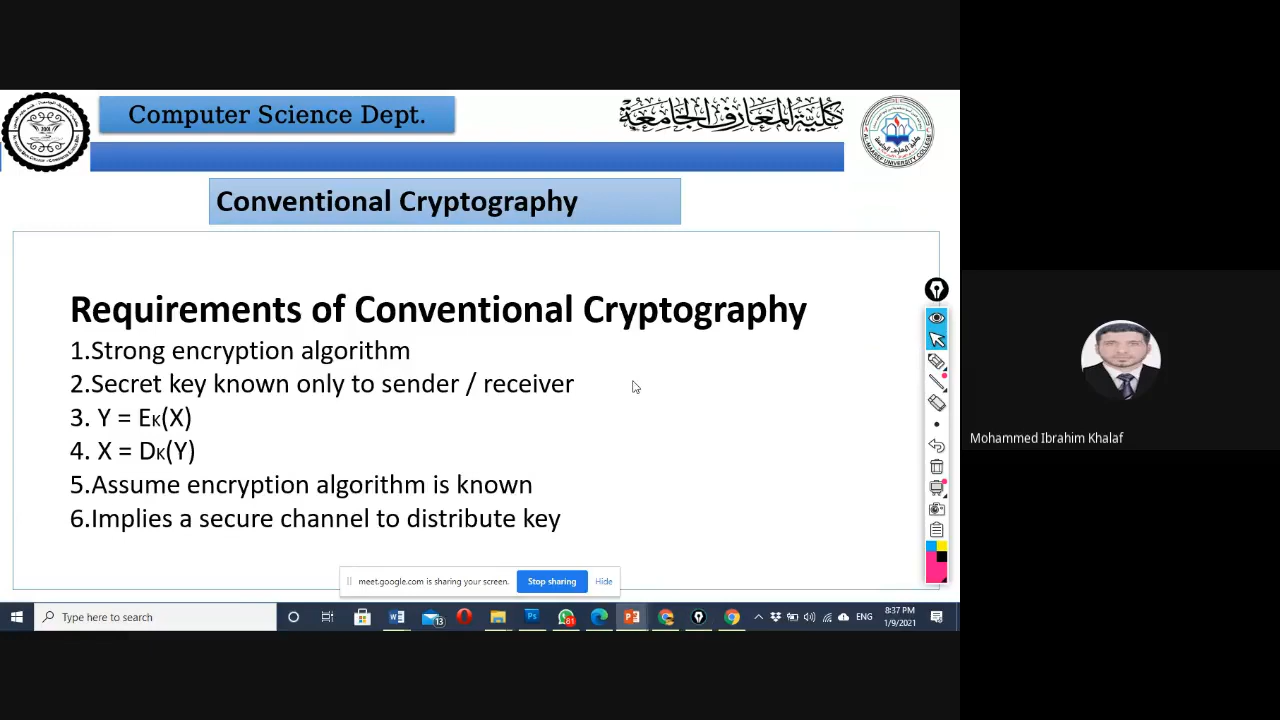 Computer Science Dept.
كلية المعارف الجامعة
Conventional Cryptography
Requirements of Conventional Cryptography
1.Strong encryption algorithm
2.Secret key known only to sender / receiver
3. Y = EK(X)
4. X = DK(Y)
5.Assume encryption algorithm is known
6.Implies a secure channel to distribute key
Mohammed Ibrahim Khalaf
meet.google.com is sharing your screen.
Stop sharing
Hide
Type here to search
13
81
ENG
8:37 PM
1/9/2021